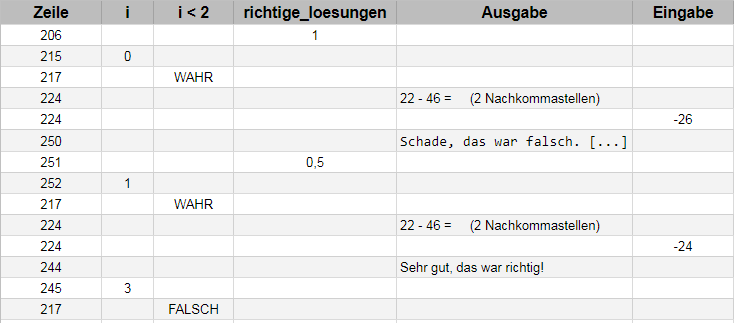 Zeile i i < 2 richtige_loesungen Ausgabe Eingabe
206 1
215 0
217 WAHR
224 22 - 46 = (2 Nachkommastellen)
224 -26
250 Schade, das war falsch. [...]
251 0,5
252 1
217 WAHR
224 22 - 46 = (2 Nachkommastellen)
224 -24
244 Sehr gut, das war richtig!
245 3
217 FALSCH